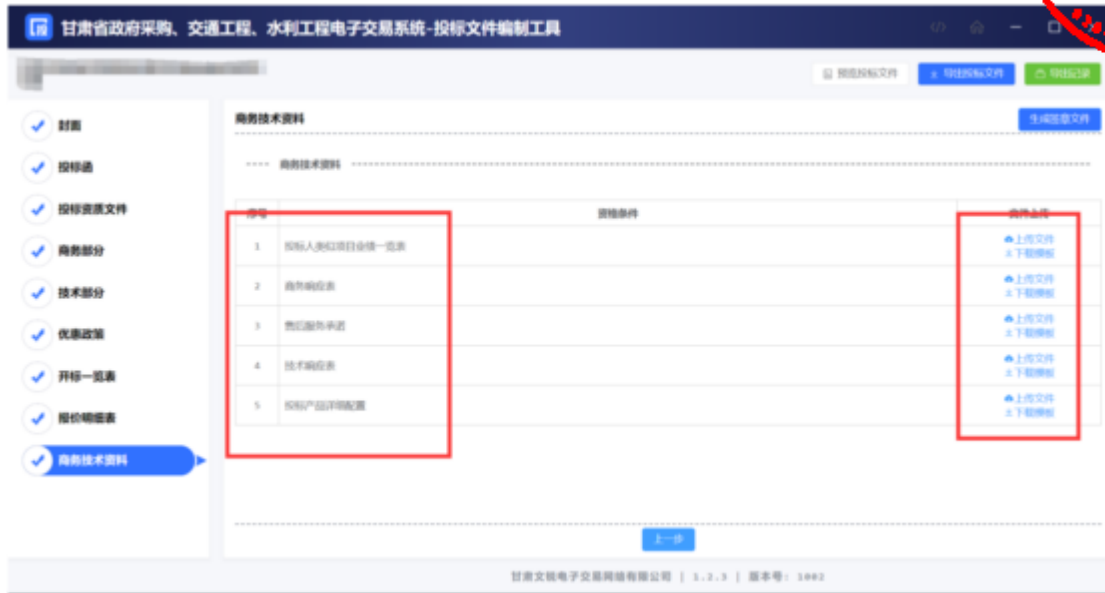 甘肃省政府采购、交通工程、水利工程电子交易系统-投标文件编制工具
预览投标文件
导出投标文件
导出记录
封面
投标函
投标资质文件
商务部分
技术部分
优惠政策
开标一览表
报价明细表
商务技术资料
商务技术资料
生成签章文件
商务技术资料
序号 资格条件 文件上传
1 投标人类似项目业绩一览表 上传文件
下载模板
2 商务响应表 上传文件
下载模板
3 售后服务承诺 上传文件
下载模板
4 技术响应表 上传文件
下载模板
5 投标产品详细配置 上传文件
下载模板
上一步
甘肃文锐电子交易网络有限公司 | 1.2.3 | 版本号: 1002